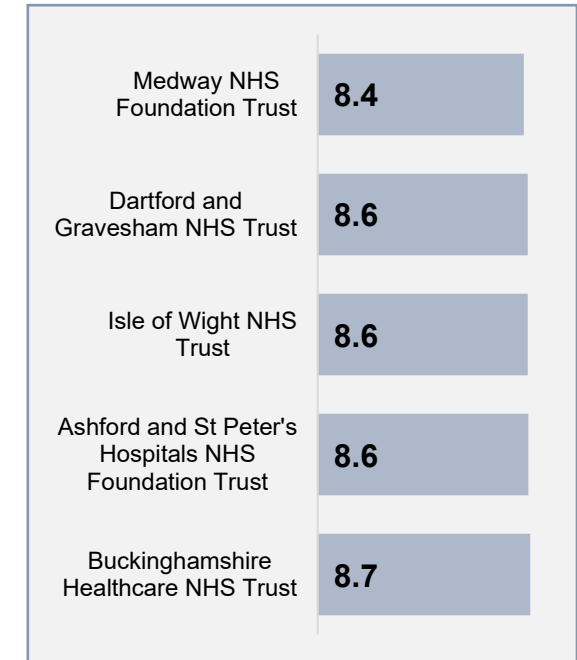 Medway NHS
Foundation Trust
8.4
Dartford and
Gravesham NHS Trust
8.6
Isle of Wight NHS
Trust
8.6
Ashford and St Peter's
Hospitals NHS
Foundation Trust
8.6
Buckinghamshire
Healthcare NHS Trust
8.7